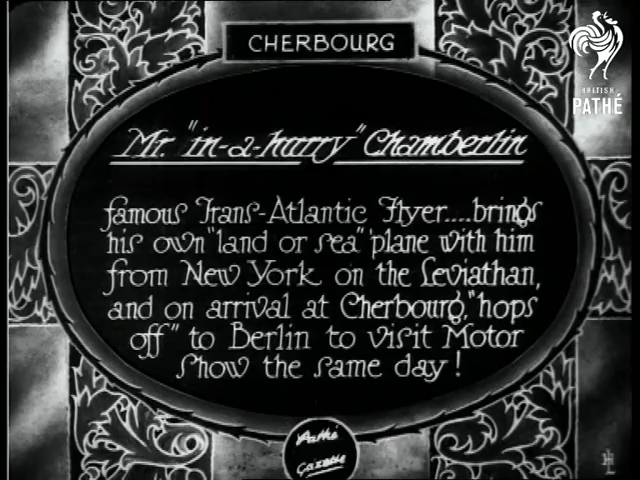 CHERBOURG
BRITISH
PATHÉ
Mr. "in-a-hurry" Chamberlin
famous Trans-Atlantic Flyer....brings
his own "land or sea" 'plane with him
from New York on the Leviathan,
and on arrival at Cherbourg, "hops
off" to Berlin to visit Motor
Show the same day!
Pathé
Gazette